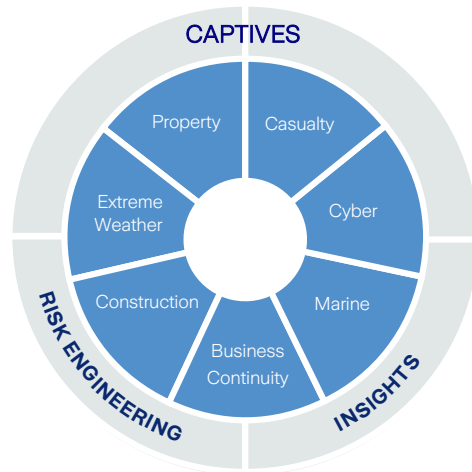 CAPTIVES
Property
Casualty
Extreme
Weather
Cyber
Construction
Marine
Business
Continuity
RISK ENGINEERING
INSIGHTS